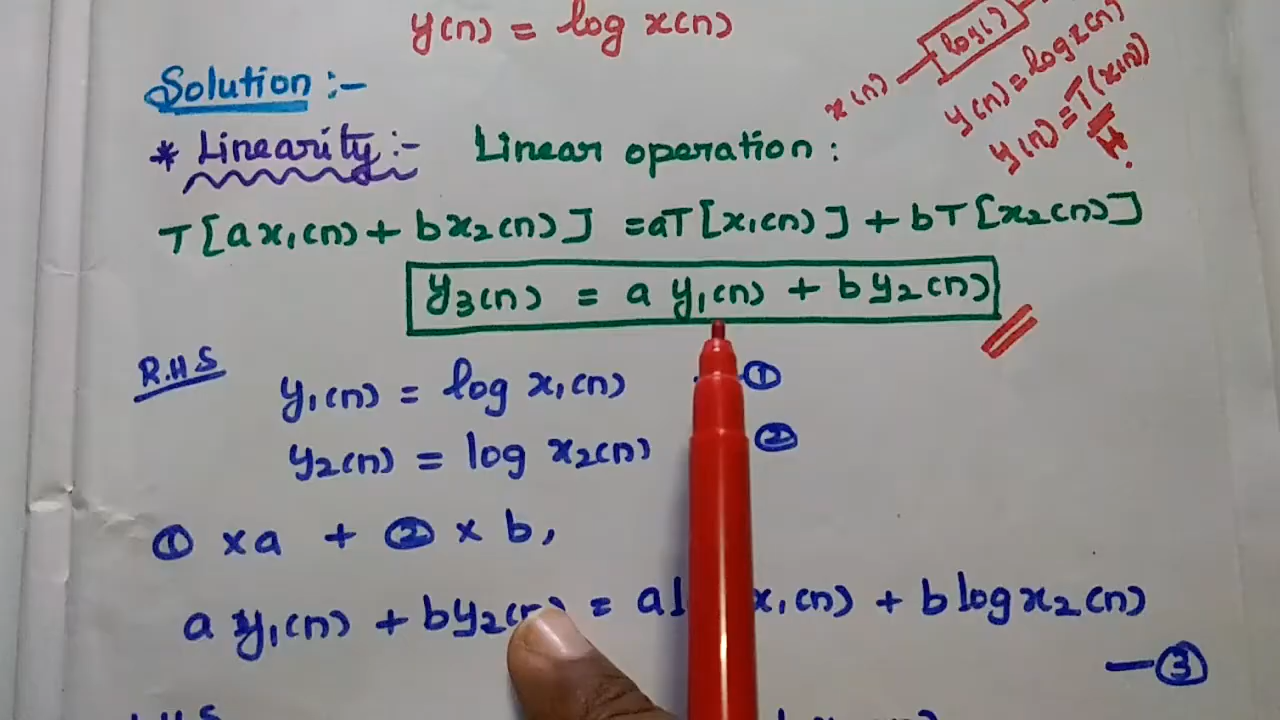 y(n) = log x(n)
x(n) log( )
y(n) = log x(n)
y(n) = T(x(n))
H
Solution :-
* Linearity :- Linear operation :
T[a x₁(n) + b x₂(n)] = aT[x₁(n)] + bT[x₂(n)]
y₃(n) = a y₁(n) + b y₂(n)
R.H.S
y₁(n) = log x₁(n) - ①
y₂(n) = log x₂(n) ②
① x a + ② x b,
a y₁(n) + b y₂(n) = a x₁(n) + b log x₂(n)
— ③